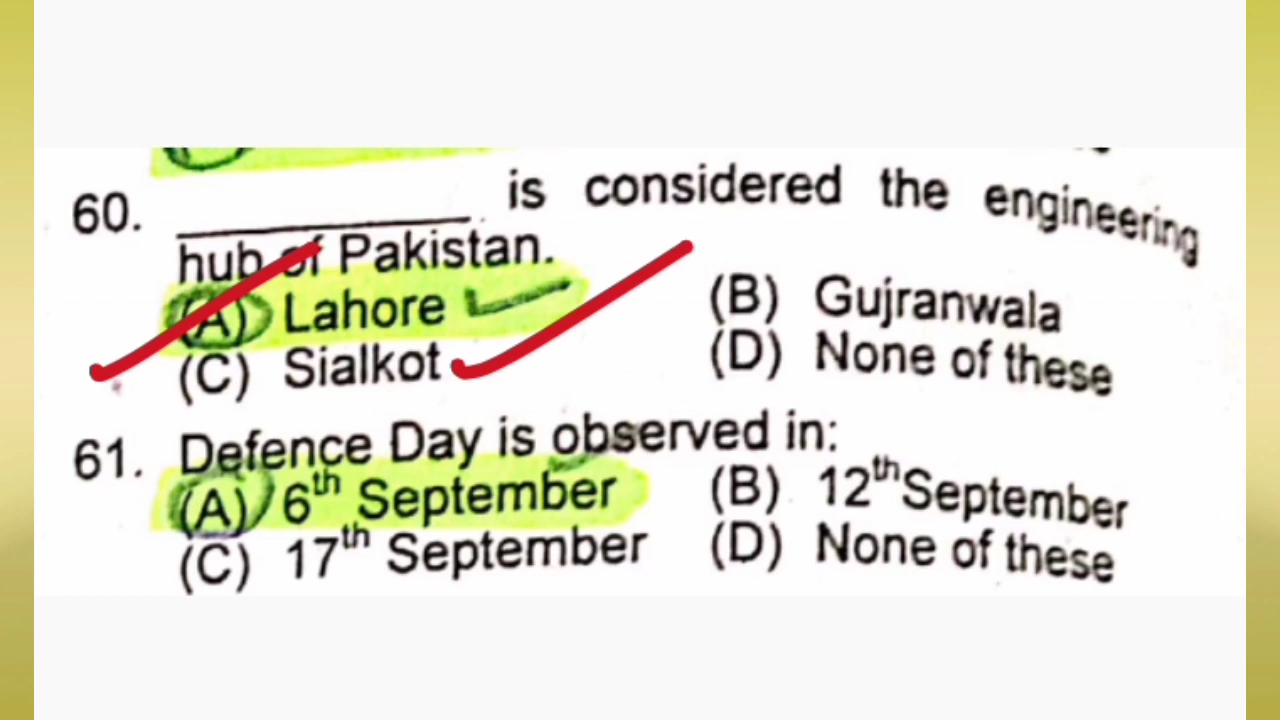 60. __________ is considered the engineering
hub of Pakistan.
(A) Lahore (B) Gujranwala
(C) Sialkot (D) None of these
61. Defence Day is observed in:
(A) 6th September (B) 12th September
(C) 17th September (D) None of these